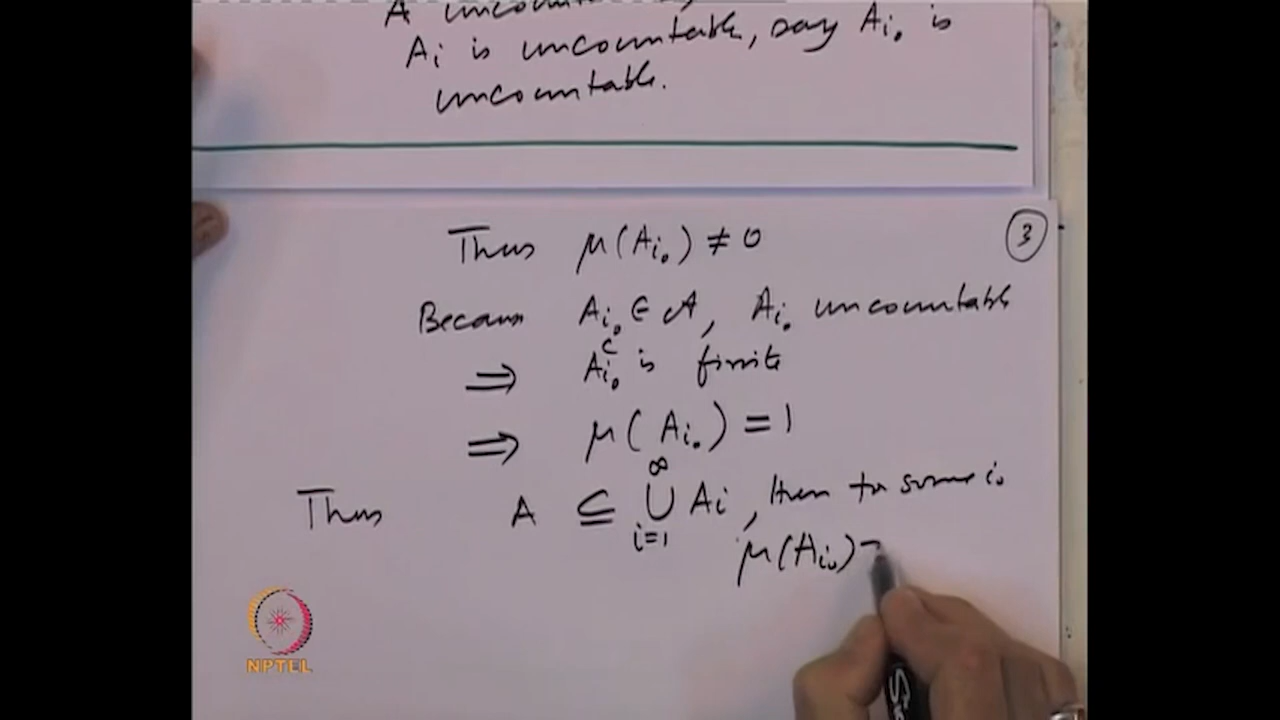 A
Ai is uncountable, say Ai₀ is
uncountable.
Thus μ(Ai₀) ≠ 0
3
Because Ai₀ ∈ 𝒜, Ai₀ uncountable
⟹ Ai₀ᶜ is finite
⟹ μ(Ai₀) = 1
Thus A ⊆ ⋃_{i=1}^{∞} Ai, then for some i₀
μ(Ai₀)
NPTEL